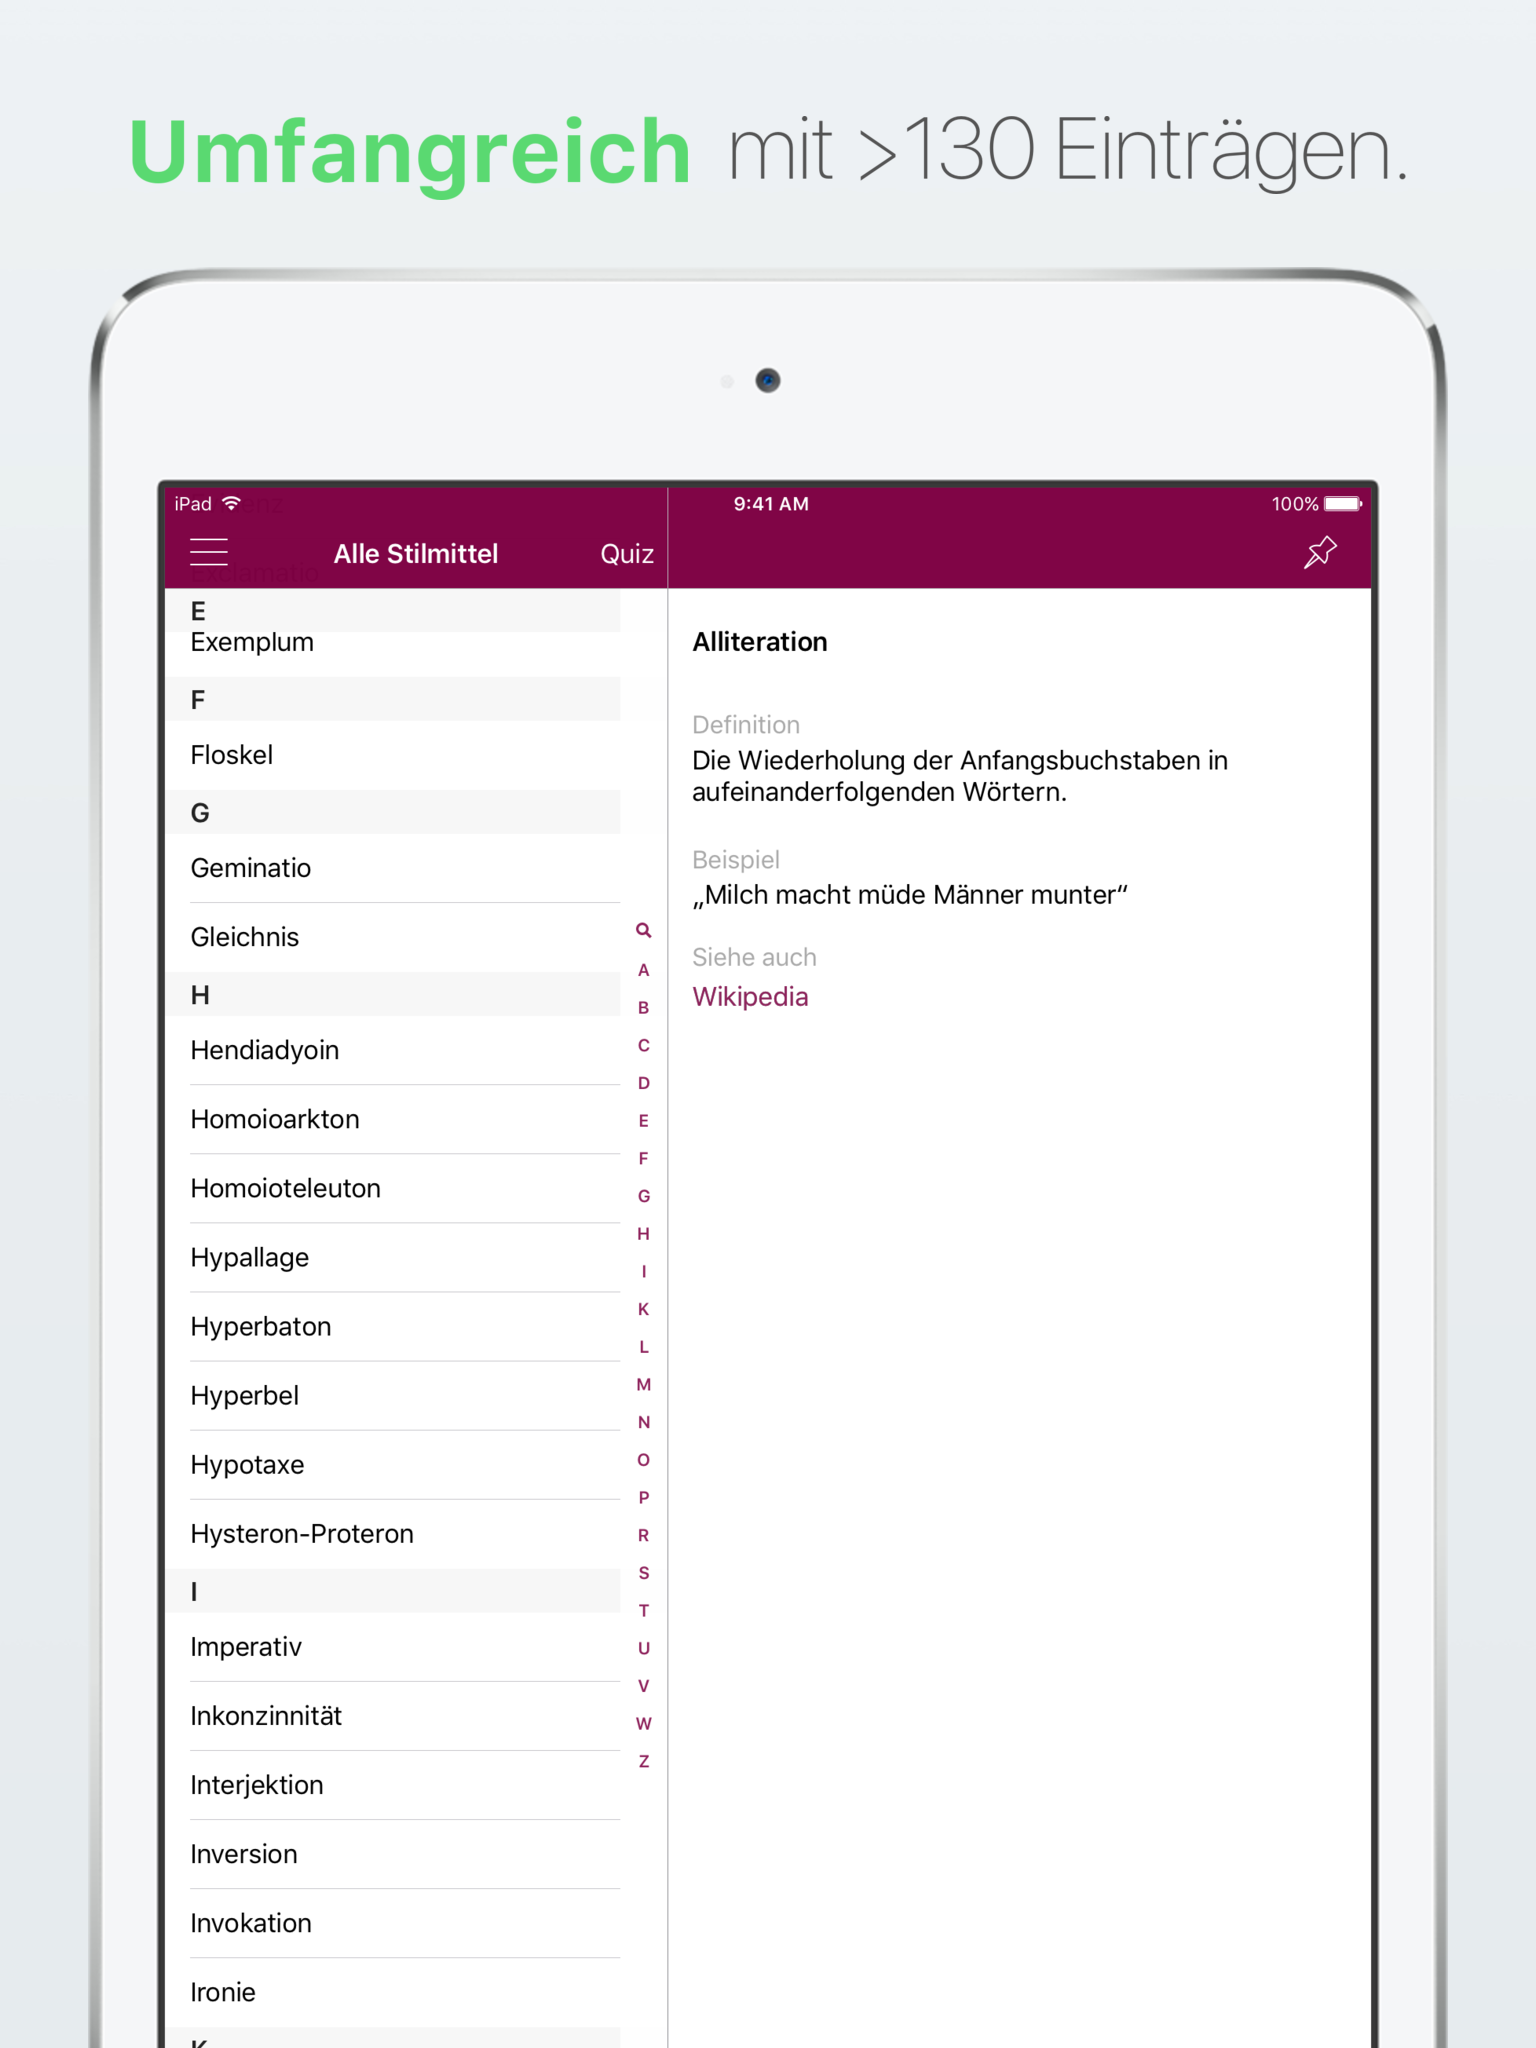 Umfangreich mit >130 Einträgen.
iPad 9:41 AM 100%
Alle Stilmittel Quiz
Exclamatio
E
Exemplum
F
Floskel
G
Geminatio
Gleichnis
H
Hendiadyoin
Homoioarkton
Homoioteleuton
Hypallage
Hyperbaton
Hyperbel
Hypotaxe
Hysteron-Proteron
I
Imperativ
Inkonzinnität
Interjektion
Inversion
Invokation
Ironie
K
A
B
C
D
E
F
G
H
I
K
L
M
N
O
P
R
S
T
U
V
W
Z
Alliteration
Definition
Die Wiederholung der Anfangsbuchstaben in
aufeinanderfolgenden Wörtern.
Beispiel
„Milch macht müde Männer munter“
Siehe auch
Wikipedia